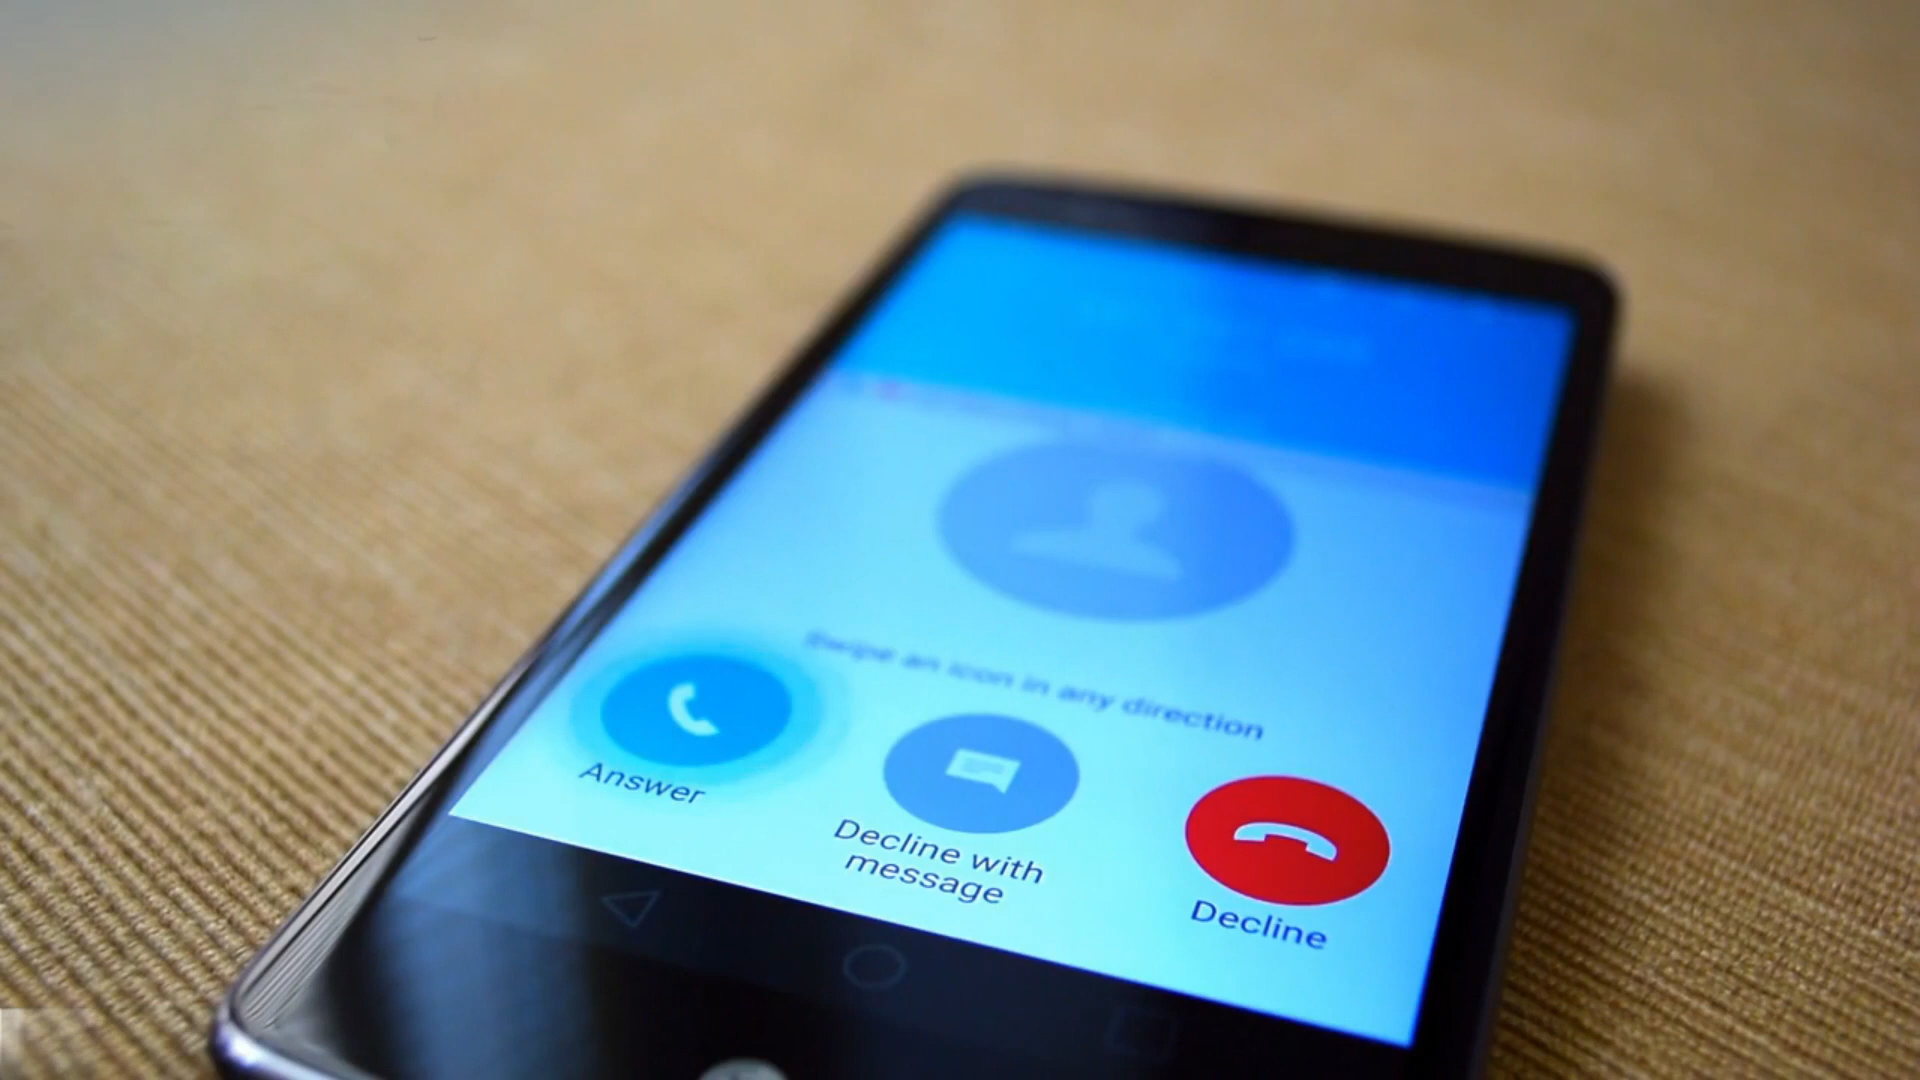 Swipe an icon in any direction
Answer
Decline with
message
Decline